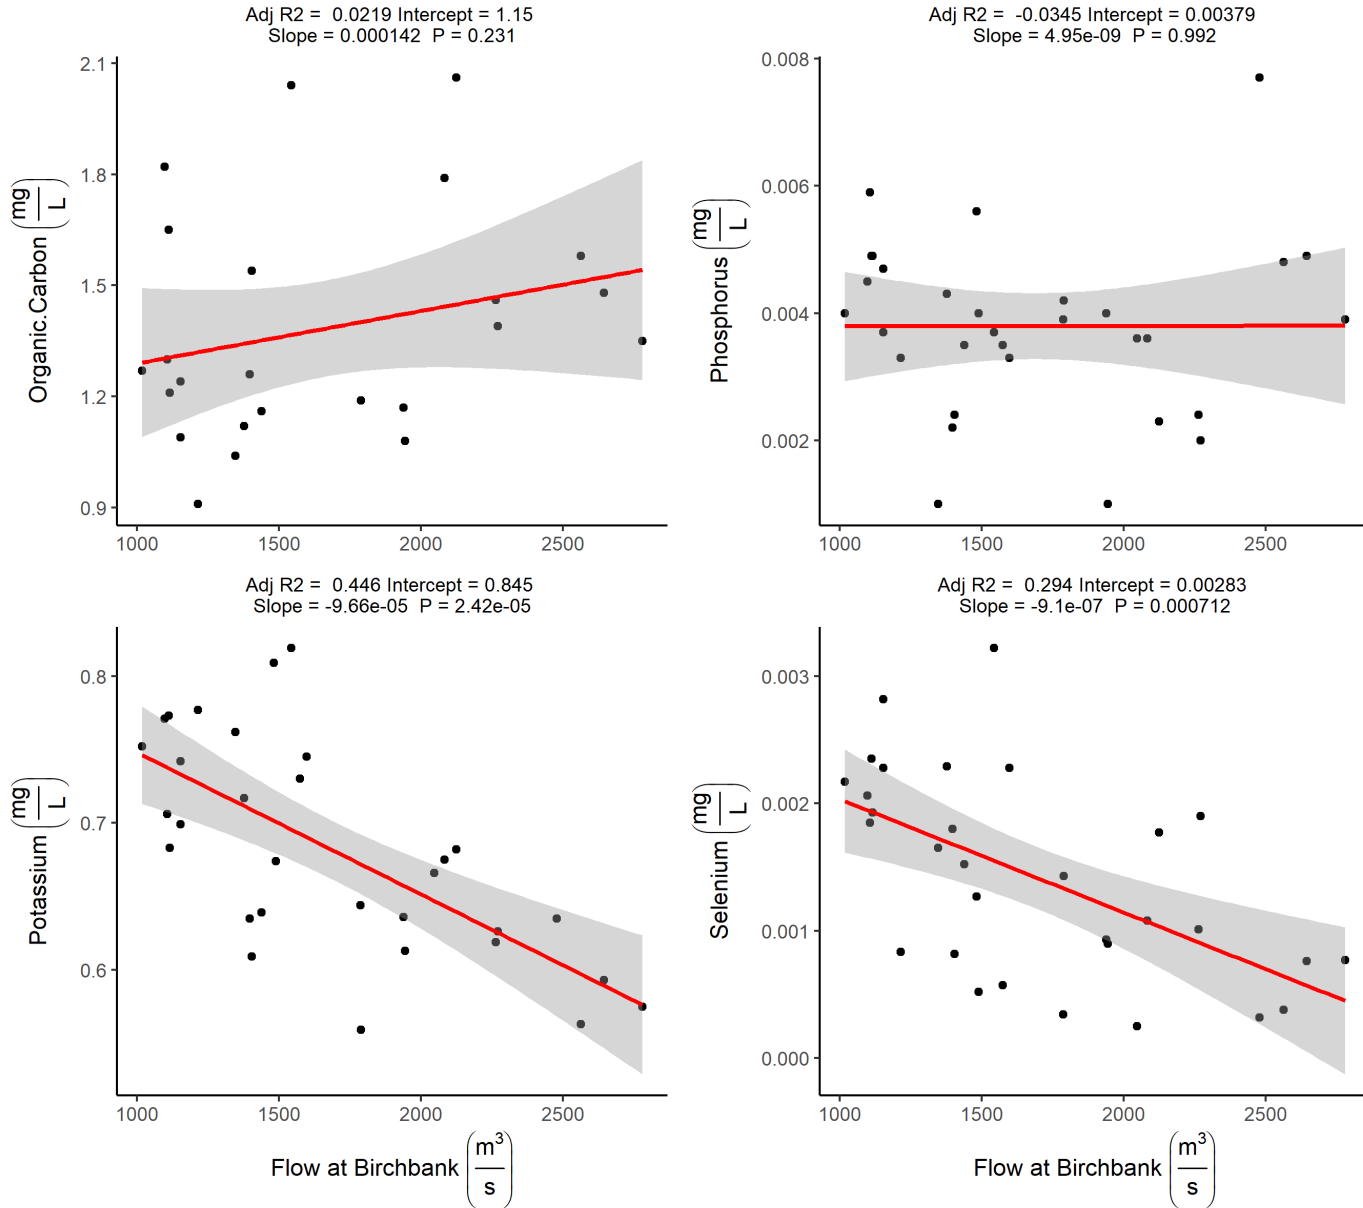 Adj R2 =  0.0219 Intercept = 1.15
Slope = 0.000142  P = 0.231
2.1
1.8
1.5
1.2
0.9
Organic.Carbon (mg/L)
1000 1500 2000 2500
Adj R2 =  -0.0345 Intercept = 0.00379
Slope = 4.95e-09  P = 0.992
0.008
0.006
0.004
0.002
Phosphorus (mg/L)
1000 1500 2000 2500
Adj R2 =  0.446 Intercept = 0.845
Slope = -9.66e-05  P = 2.42e-05
0.8
0.7
0.6
Potassium (mg/L)
1000 1500 2000 2500
Flow at Birchbank (m³/s)
Adj R2 =  0.294 Intercept = 0.00283
Slope = -9.1e-07  P = 0.000712
0.003
0.002
0.001
0.000
Selenium (mg/L)
1000 1500 2000 2500
Flow at Birchbank (m³/s)